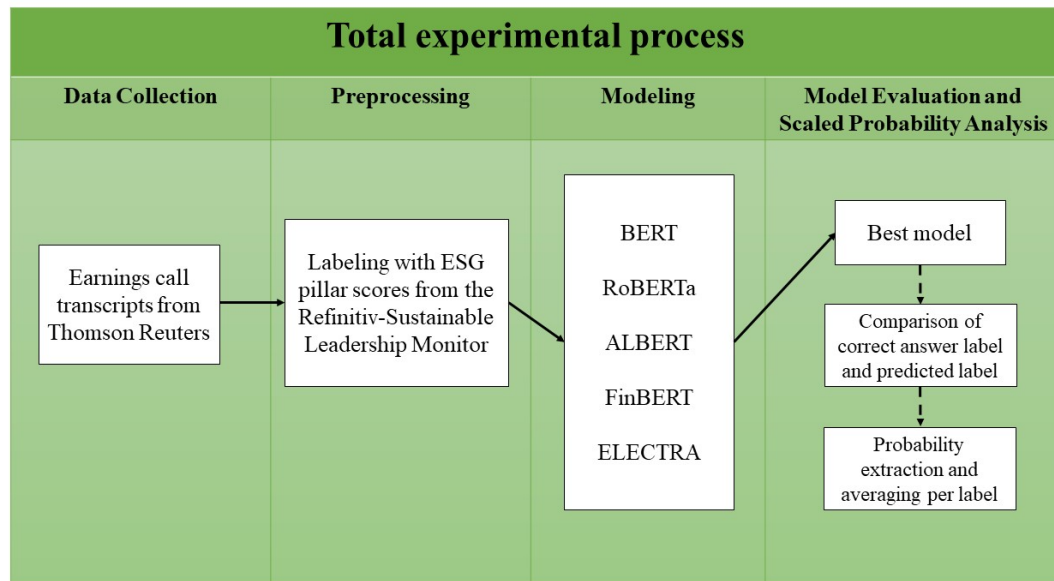 Total experimental process
Data Collection
Preprocessing
Modeling
Model Evaluation and
Scaled Probability Analysis
Earnings call
transcripts from
Thomson Reuters
Labeling with ESG
pillar scores from the
Refinitiv-Sustainable
Leadership Monitor
BERT
RoBERTa
ALBERT
FinBERT
ELECTRA
Best model
Comparison of
correct answer label
and predicted label
Probability
extraction and
averaging per label